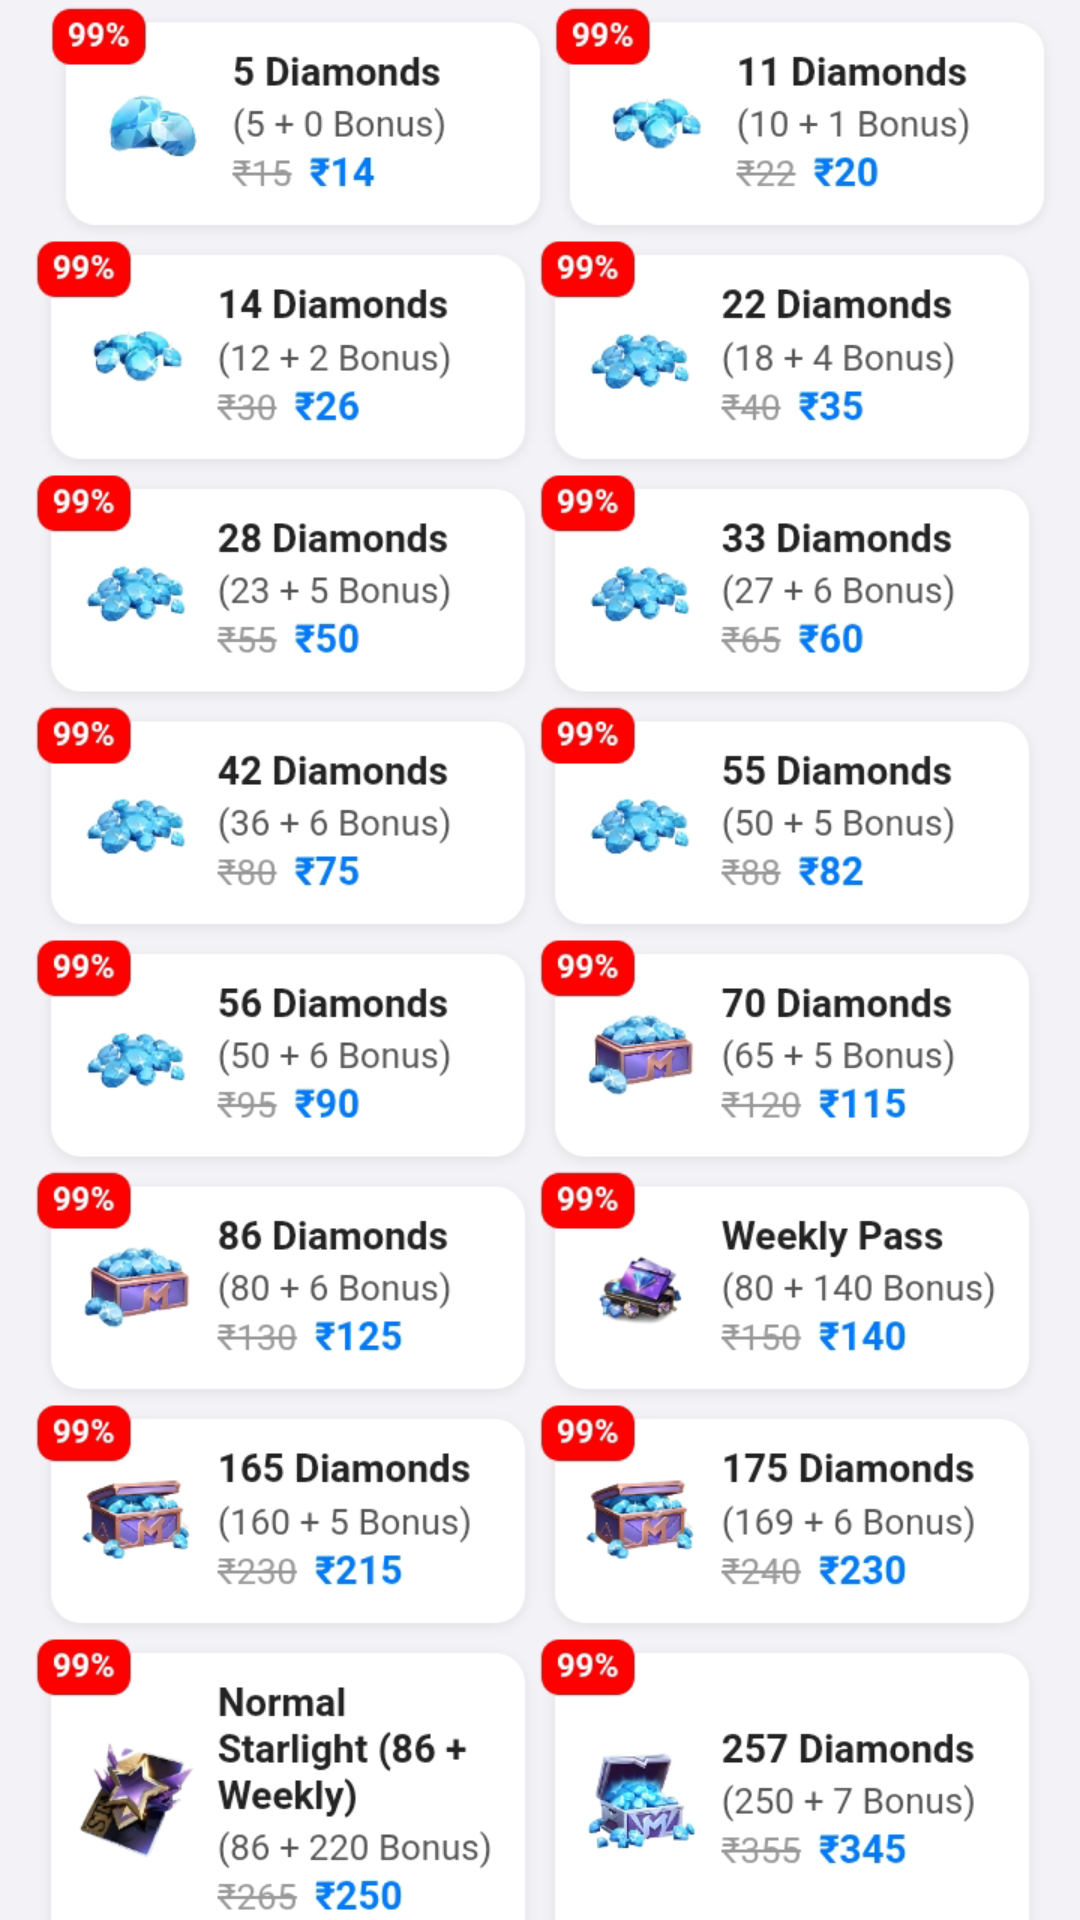 99%
5 Diamonds
(5 + 0 Bonus)
₹15 ₹14
99%
11 Diamonds
(10 + 1 Bonus)
₹22 ₹20
99%
14 Diamonds
(12 + 2 Bonus)
₹30 ₹26
99%
22 Diamonds
(18 + 4 Bonus)
₹40 ₹35
99%
28 Diamonds
(23 + 5 Bonus)
₹55 ₹50
99%
33 Diamonds
(27 + 6 Bonus)
₹65 ₹60
99%
42 Diamonds
(36 + 6 Bonus)
₹80 ₹75
99%
55 Diamonds
(50 + 5 Bonus)
₹88 ₹82
99%
56 Diamonds
(50 + 6 Bonus)
₹95 ₹90
99%
70 Diamonds
(65 + 5 Bonus)
₹120 ₹115
99%
86 Diamonds
(80 + 6 Bonus)
₹130 ₹125
99%
Weekly Pass
(80 + 140 Bonus)
₹150 ₹140
99%
165 Diamonds
(160 + 5 Bonus)
₹230 ₹215
99%
175 Diamonds
(169 + 6 Bonus)
₹240 ₹230
99%
Normal
Starlight (86 +
Weekly)
(86 + 220 Bonus)
₹265 ₹250
99%
257 Diamonds
(250 + 7 Bonus)
₹355 ₹345